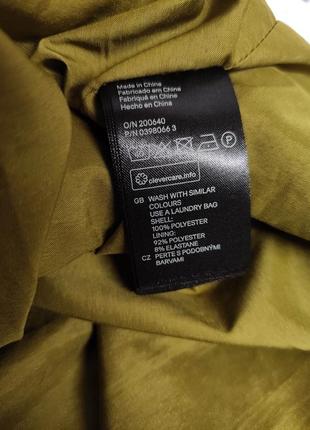 Made in China
Fabricado em China
Fabriqué en Chine
Hecho en China
O/N 200640
P/N 0398066 3
P
clevercare.info
GB WASH WITH SIMILAR
COLOURS
USE A LAUNDRY BAG
SHELL:
100% POLYESTER
LINING:
92% POLYESTER
8% ELASTANE
CZ PERTE S PODOBNÝMI
BARVAMI